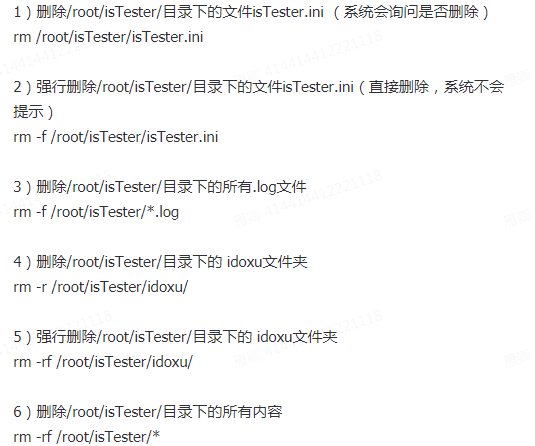 1）删除/root/isTester/目录下的文件isTester.ini （系统会询问是否删除）
rm /root/isTester/isTester.ini
2）强行删除/root/isTester/目录下的文件isTester.ini（直接删除，系统不会
提示）
rm -f /root/isTester/isTester.ini
3）删除/root/isTester/目录下的所有.log文件
rm -f /root/isTester/*.log
4）删除/root/isTester/目录下的 idoxu文件夹
rm -r /root/isTester/idoxu/
5）强行删除/root/isTester/目录下的 idoxu文件夹
rm -rf /root/isTester/idoxu/
6）删除/root/isTester/目录下的所有内容
rm -rf /root/isTester/*